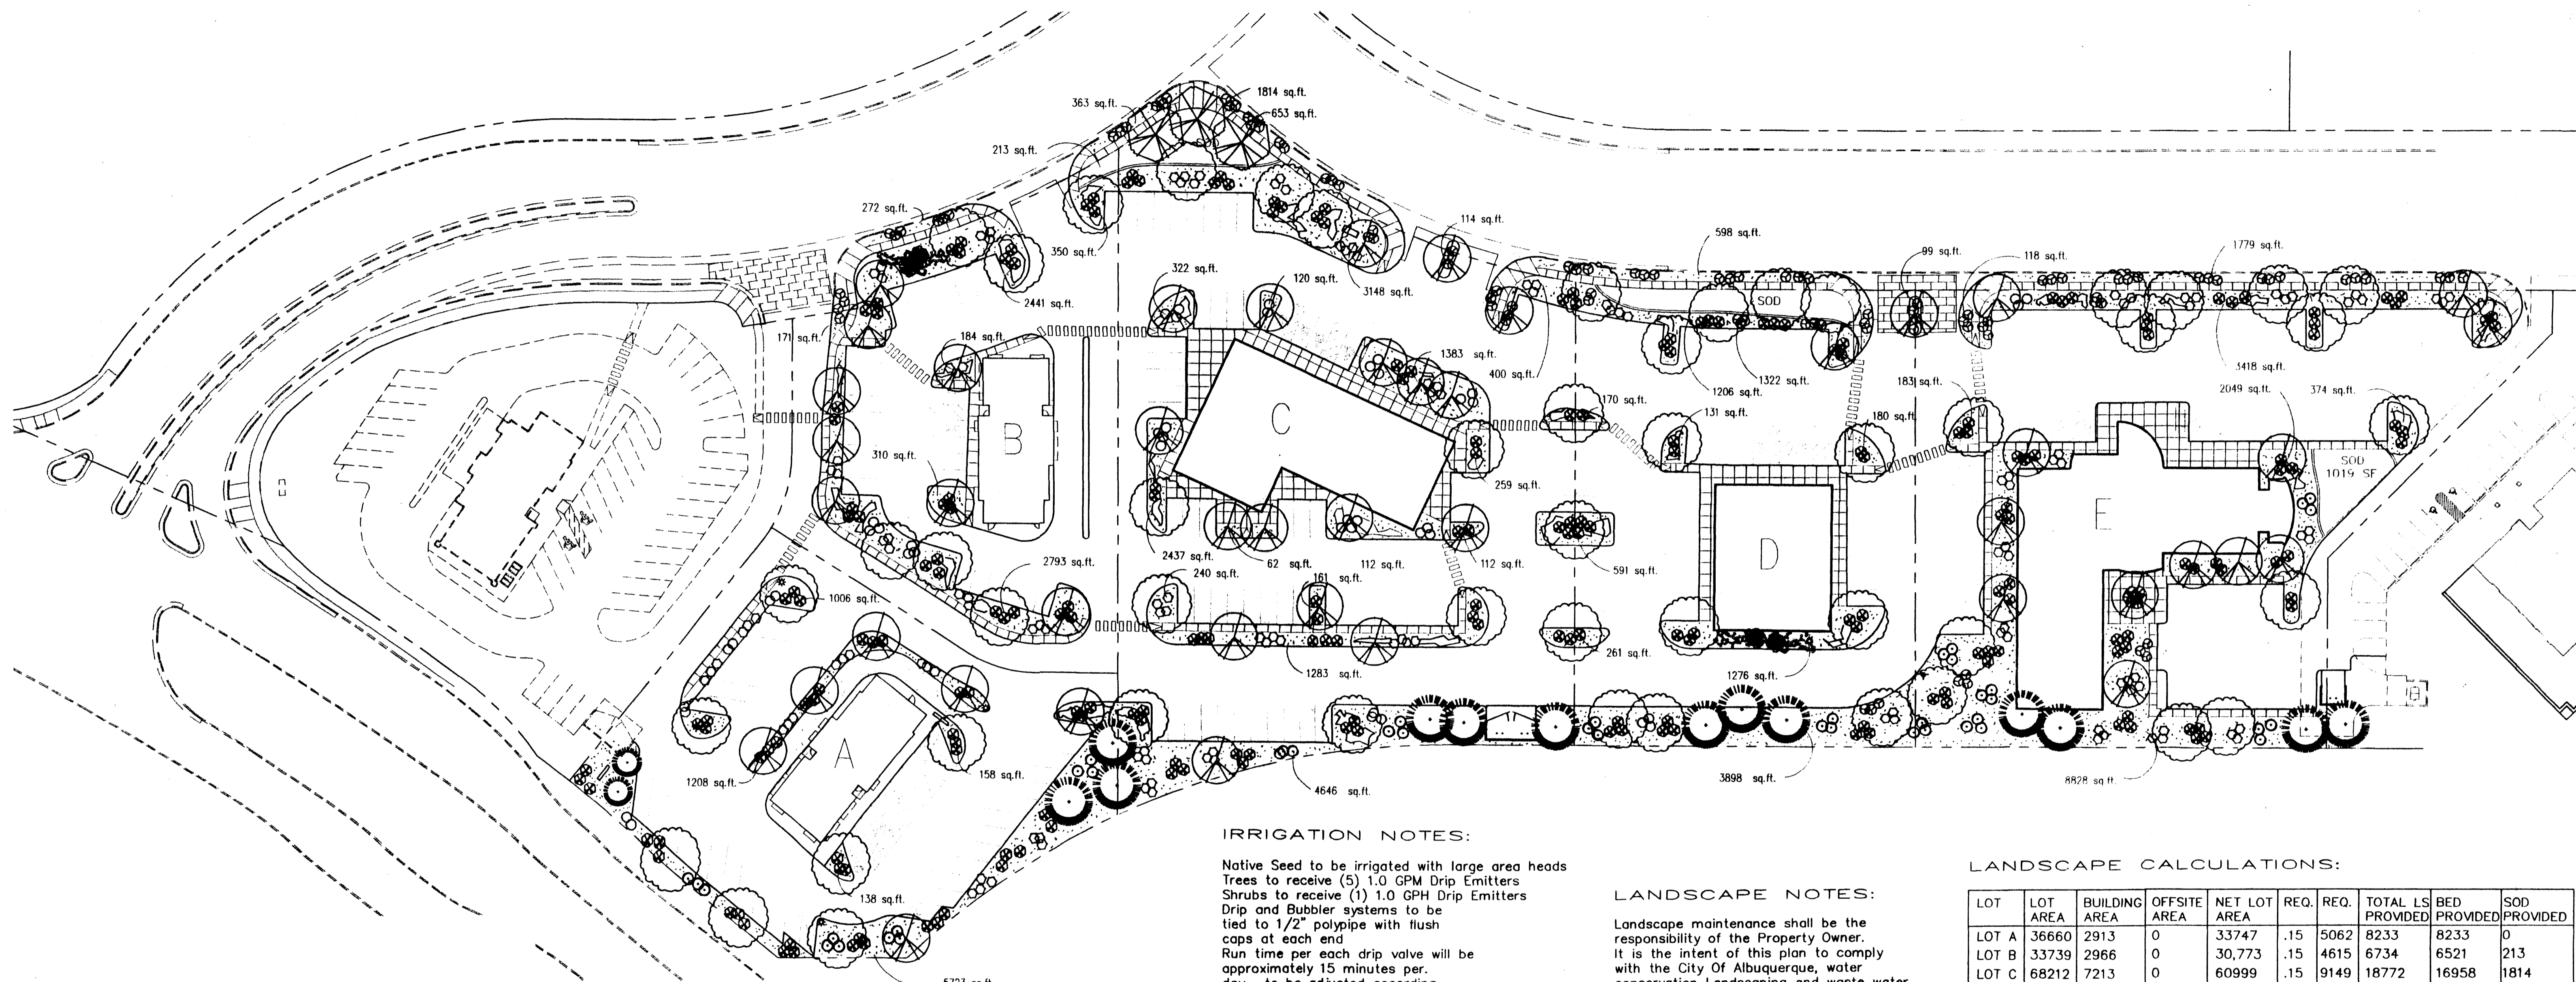 1814 sq.ft.
363 sq.ft.
653 sq.ft.
SOD
213 sq.ft.
272 sq.ft.
114 sq.ft.
598 sq.ft.
99 sq.ft.
118 sq.ft.
1779 sq.ft.
350 sq.ft.
322 sq.ft.
120 sq.ft.
3148 sq.ft.
2441 sq.ft.
SOD
171 sq.ft.
184 sq.ft.
1383 sq.ft.
400 sq.ft.
1206 sq.ft.
1322 sq.ft.
183 sq.ft.
3418 sq.ft.
2049 sq.ft.
374 sq.ft.
170 sq.ft.
131 sq.ft.
180 sq.ft.
C
B
310 sq.ft.
SOD
1019 SF
259 sq.ft.
E
D
2437 sq.ft.
62 sq.ft.
112 sq.ft.
112 sq.ft.
591 sq.ft.
2793 sq.ft.
240 sq.ft.
161 sq.ft.
1006 sq.ft.
261 sq.ft.
1283 sq.ft.
1276 sq.ft.
A
1208 sq.ft.
158 sq.ft.
4646 sq.ft.
3898 sq.ft.
8828 sq.ft.
138 sq.ft.
IRRIGATION NOTES:
Native Seed to be irrigated with large area heads
Trees to receive (5) 1.0 GPM Drip Emitters
Shrubs to receive (1) 1.0 GPH Drip Emitters
Drip and Bubbler systems to be
tied to 1/2" polypipe with flush
caps at each end
Run time per each drip valve will be
approximately 15 minutes per.
day, to be adjusted according
LANDSCAPE NOTES:
Landscape maintenance shall be the
responsibility of the Property Owner.
It is the intent of this plan to comply
with the City Of Albuquerque, water
conservation Landscaping and waste water
LANDSCAPE CALCULATIONS:
LOT LOT AREA BUILDING AREA OFFSITE AREA NET LOT AREA REQ. REQ. TOTAL LS PROVIDED BED PROVIDED SOD PROVIDED
LOT A 36660 2913 0 33747 .15 5062 8233 8233 0
LOT B 33739 2966 0 30,773 .15 4615 6734 6521 213
LOT C 68212 7213 0 60999 .15 9149 18772 16958 1814